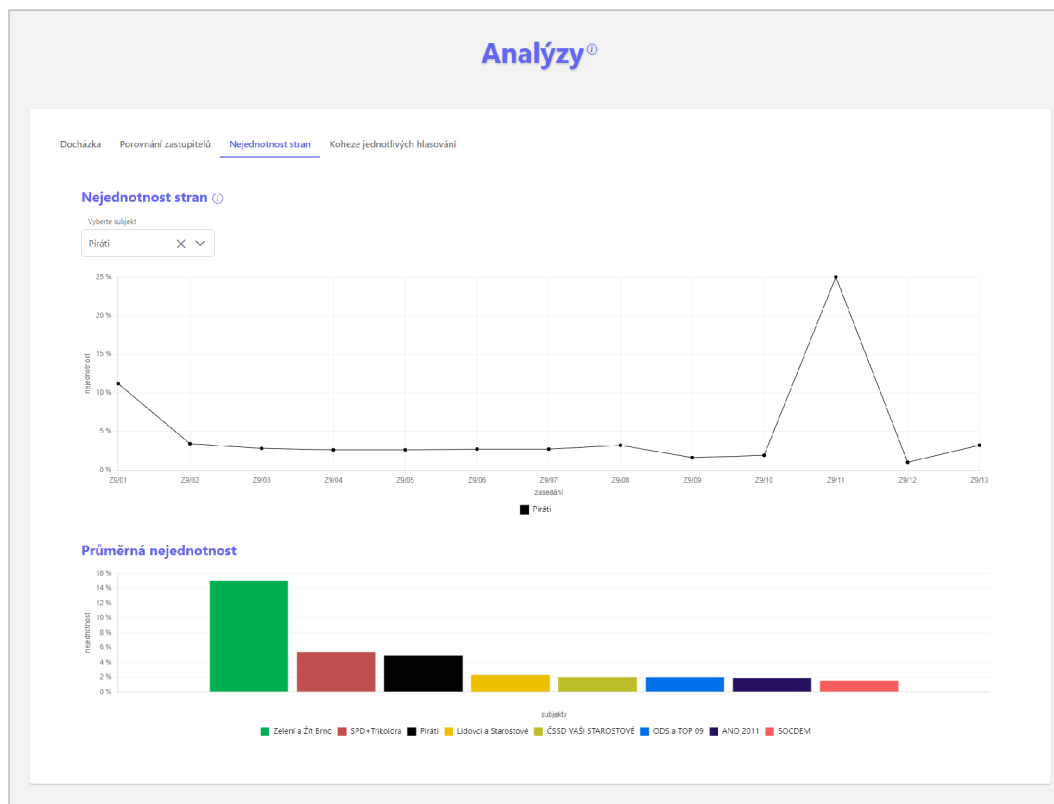 Analýzy
Docházka Porovnání zastupitelů Nejednotnost stran Koheze jednotlivých hlasování
Nejednotnost stran
Vyberte subjekt
Piráti
25 %
20 %
15 %
10 %
5 %
0 %
nejednotnost
Z9/01 Z9/02 Z9/03 Z9/04 Z9/05 Z9/06 Z9/07 Z9/08 Z9/09 Z9/10 Z9/11 Z9/12 Z9/13
zasedání
Piráti
Průměrná nejednotnost
16 %
14 %
12 %
10 %
8 %
6 %
4 %
2 %
0 %
nejednotnost
subjekty
Zelení a Žít Brno SPD+Trikolora Piráti Lidovci a Starostové ČSSD VAŠI STAROSTOVÉ ODS a TOP 09 ANO 2011 SOCDEM